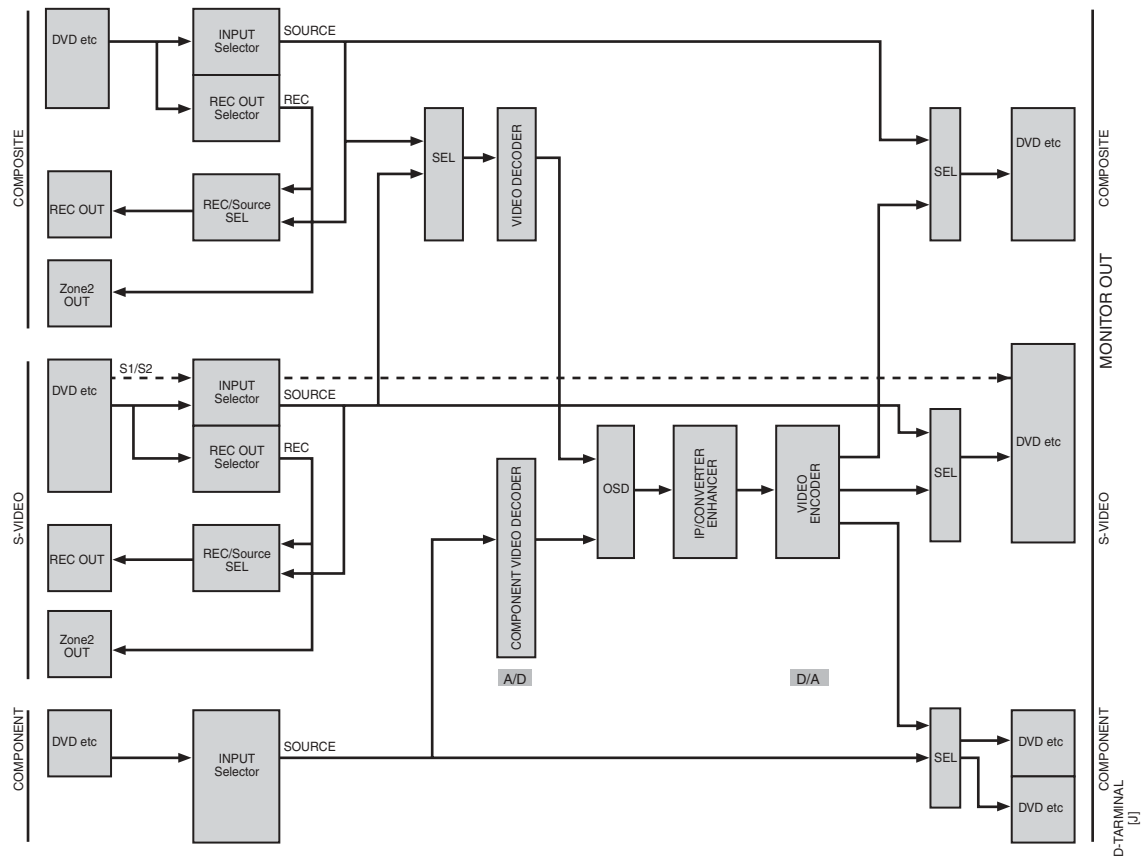 COMPOSITE
DVD etc
INPUT
Selector
SOURCE
REC OUT
Selector
REC
REC OUT
REC/Source
SEL
Zone2
OUT
SEL
VIDEO DECODER
SEL
DVD etc
COMPOSITE
MONITOR OUT
S-VIDEO
DVD etc
S1/S2
INPUT
Selector
SOURCE
REC OUT
Selector
REC
REC OUT
REC/Source
SEL
Zone2
OUT
COMPONENT VIDEO DECODER
A/D
OSD
IP/CONVERTER
ENHANCER
VIDEO
ENCODER
D/A
SEL
DVD etc
S-VIDEO
COMPONENT
DVD etc
INPUT
Selector
SOURCE
SEL
DVD etc
DVD etc
COMPONENT
D-TARMINAL
[J]